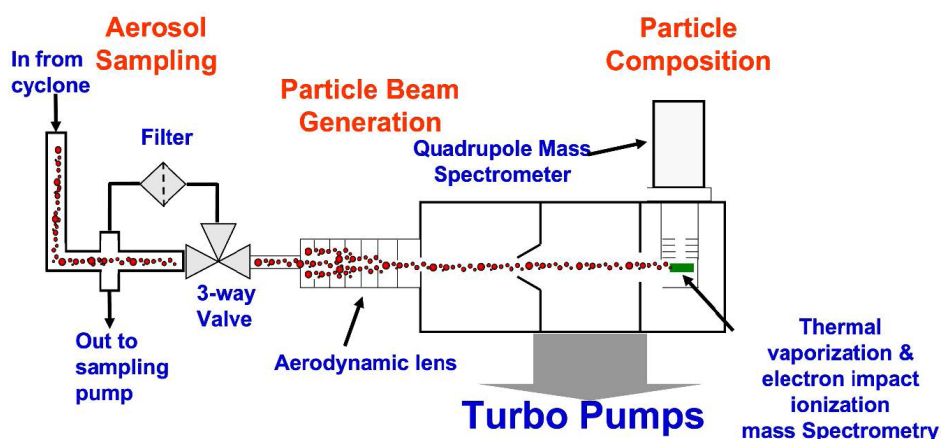 Aerosol
Sampling
In from
cyclone
Filter
3-way
Valve
Out to
sampling
pump
Particle Beam
Generation
Aerodynamic lens
Particle
Composition
Quadrupole Mass
Spectrometer
Turbo Pumps
Thermal
vaporization &
electron impact
ionization
mass Spectrometry